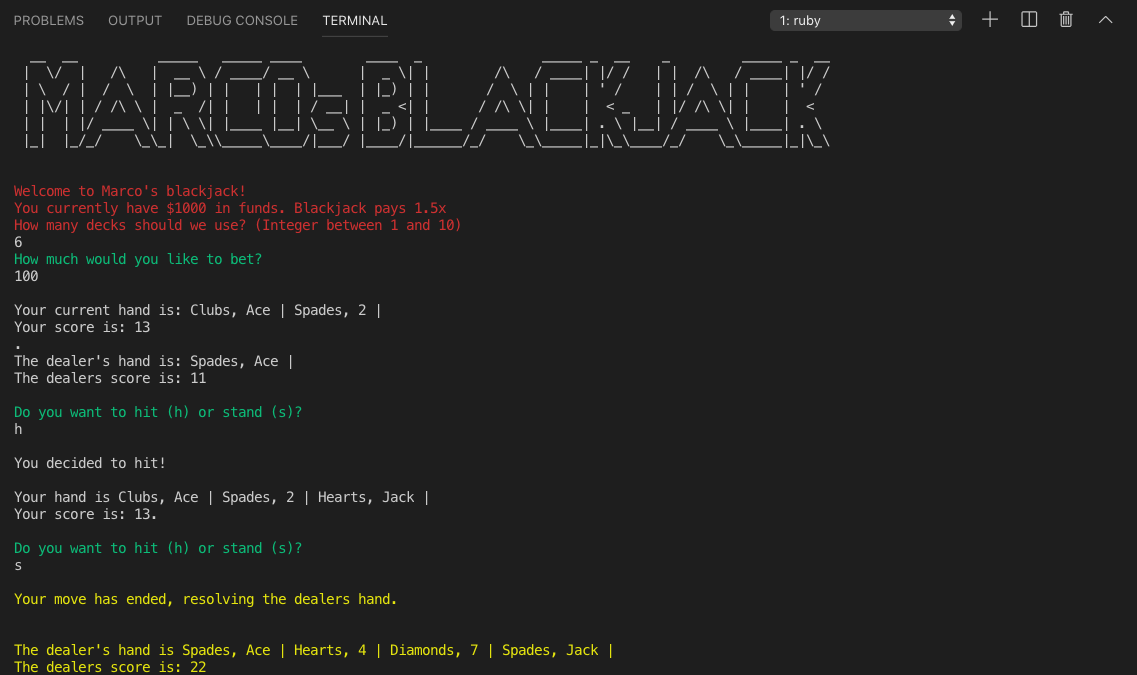 PROBLEMS OUTPUT DEBUG CONSOLE TERMINAL 1: ruby
MARCOS BLACKJACK
Welcome to Marco's blackjack!
You currently have $1000 in funds. Blackjack pays 1.5x
How many decks should we use? (Integer between 1 and 10)
6
How much would you like to bet?
100
Your current hand is: Clubs, Ace | Spades, 2 |
Your score is: 13
.
The dealer's hand is: Spades, Ace |
The dealers score is: 11
Do you want to hit (h) or stand (s)?
h
You decided to hit!
Your hand is Clubs, Ace | Spades, 2 | Hearts, Jack |
Your score is: 13.
Do you want to hit (h) or stand (s)?
s
Your move has ended, resolving the dealers hand.
The dealer's hand is Spades, Ace | Hearts, 4 | Diamonds, 7 | Spades, Jack |
The dealers score is: 22